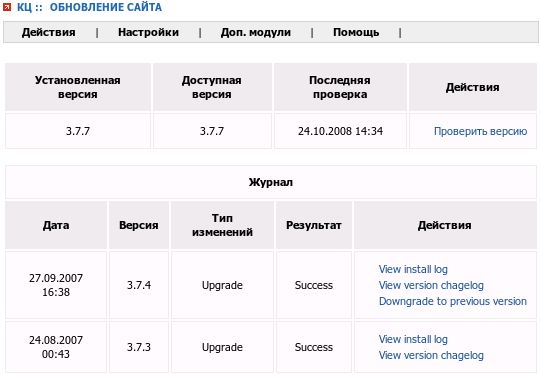 КЦ :: ОБНОВЛЕНИЕ САЙТА
Действия | Настройки | Доп. модули | Помощь |
Установленная версия Доступная версия Последняя проверка Действия
3.7.7 3.7.7 24.10.2008 14:34 Проверить версию
Журнал
Дата Версия Тип изменений Результат Действия
27.09.2007 16:38 3.7.4 Upgrade Success
View install log
View version chagelog
Downgrade to previous version
24.08.2007 00:43 3.7.3 Upgrade Success
View install log
View version chagelog